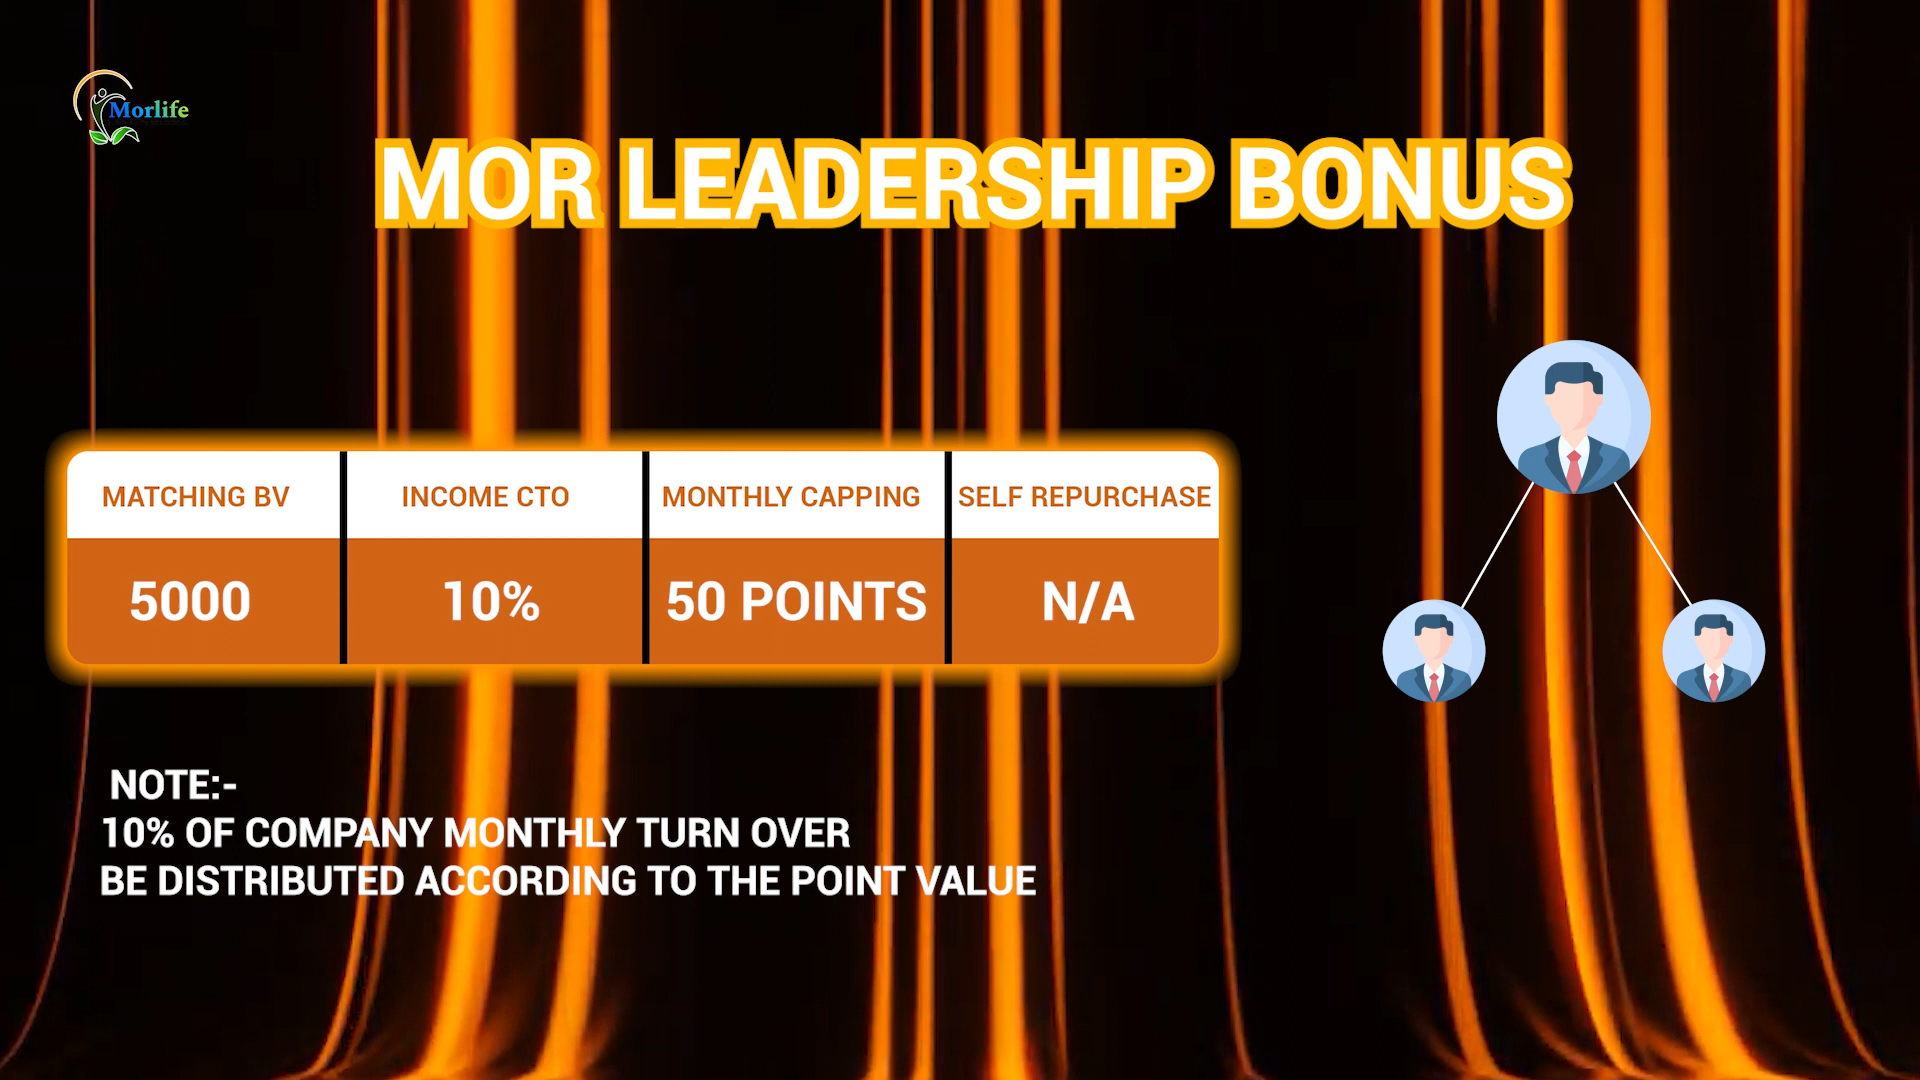 Morlife
MOR LEADERSHIP BONUS
MATCHING BV INCOME CTO MONTHLY CAPPING SELF REPURCHASE
5000 10% 50 POINTS N/A
NOTE:-
10% OF COMPANY MONTHLY TURN OVER
BE DISTRIBUTED ACCORDING TO THE POINT VALUE